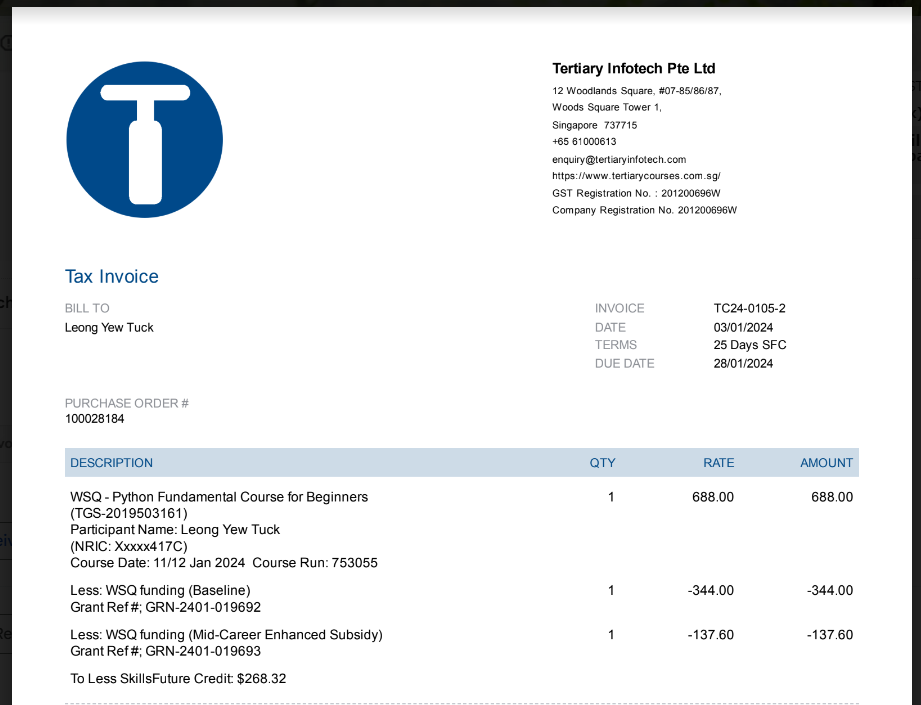 Tertiary Infotech Pte Ltd
12 Woodlands Square, #07-85/86/87,
Woods Square Tower 1,
Singapore 737715
+65 61000613
enquiry@tertiaryinfotech.com
https://www.tertiarycourses.com.sg/
GST Registration No. : 201200696W
Company Registration No. 201200696W
Tax Invoice
BILL TO
Leong Yew Tuck
INVOICE TC24-0105-2
DATE 03/01/2024
TERMS 25 Days SFC
DUE DATE 28/01/2024
PURCHASE ORDER #
100028184
DESCRIPTION QTY RATE AMOUNT
WSQ - Python Fundamental Course for Beginners 1 688.00 688.00
(TGS-2019503161)
Participant Name: Leong Yew Tuck
(NRIC: Xxxxx417C)
Course Date: 11/12 Jan 2024 Course Run: 753055
Less: WSQ funding (Baseline) 1 -344.00 -344.00
Grant Ref #; GRN-2401-019692
Less: WSQ funding (Mid-Career Enhanced Subsidy) 1 -137.60 -137.60
Grant Ref #; GRN-2401-019693
To Less SkillsFuture Credit: $268.32